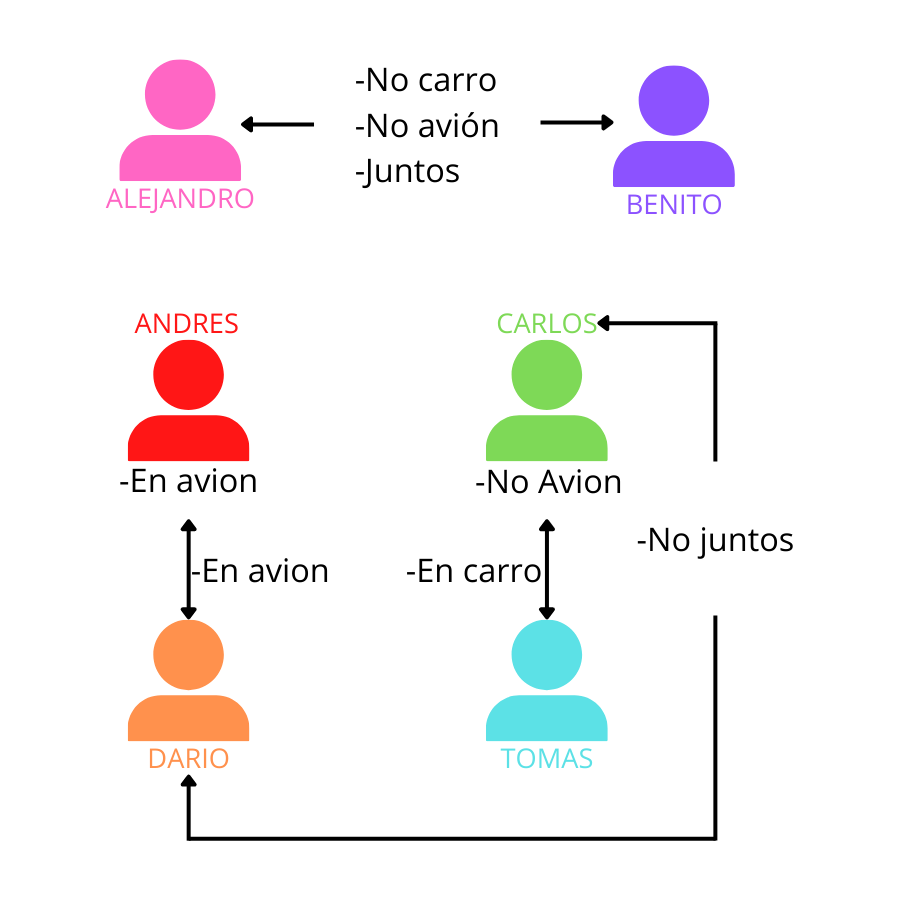 -No carro
-No avión
-Juntos
ALEJANDRO
BENITO
ANDRES
CARLOS
-En avion
-No Avion
-No juntos
-En avion
-En carro
DARIO
TOMAS